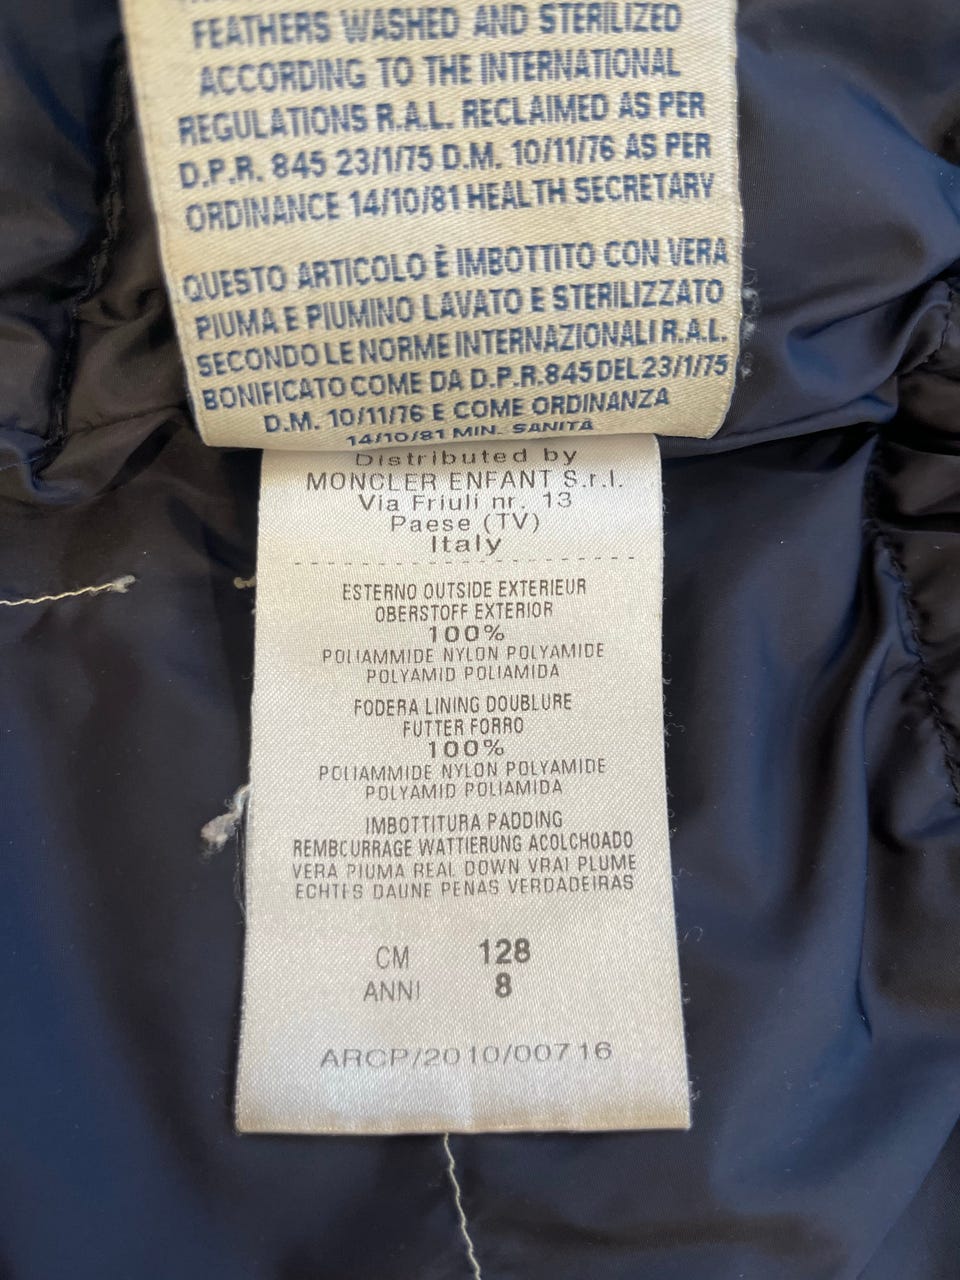 FEATHERS WASHED AND STERILIZED
ACCORDING TO THE INTERNATIONAL
REGULATIONS R.A.L. RECLAIMED AS PER
D.P.R. 845 23/1/75 D.M. 10/11/76 AS PER
ORDINANCE 14/10/81 HEALTH SECRETARY
QUESTO ARTICOLO È IMBOTTITO CON VERA
PIUMA E PIUMINO LAVATO E STERILIZZATO
SECONDO LE NORME INTERNAZIONALI R.A.L.
BONIFICATO COME DA D.P.R. 845 DEL 23/1/75
D.M. 10/11/76 E COME ORDINANZA
14/10/81 MIN. SANITÀ
Distributed by
MONCLER ENFANT S.r.l.
Via Friuli nr. 13
Paese (TV)
Italy
ESTERNO OUTSIDE EXTERIEUR
OBERSTOFF EXTERIOR
100%
POLIAMMIDE NYLON POLYAMIDE
POLYAMID POLIAMIDA
FODERA LINING DOUBLURE
FUTTER FORRO
100%
POLIAMMIDE NYLON POLYAMIDE
POLYAMID POLIAMIDA
IMBOTTITURA PADDING
REMBCURRAGE WATTIERUNG ACOLCHOADO
VERA PIUMA REAL DOWN VRAI PLUME
ECHTES DAUNE PENAS VERDADEIRAS
CM 128
ANNI 8
ARCP/2010/00716